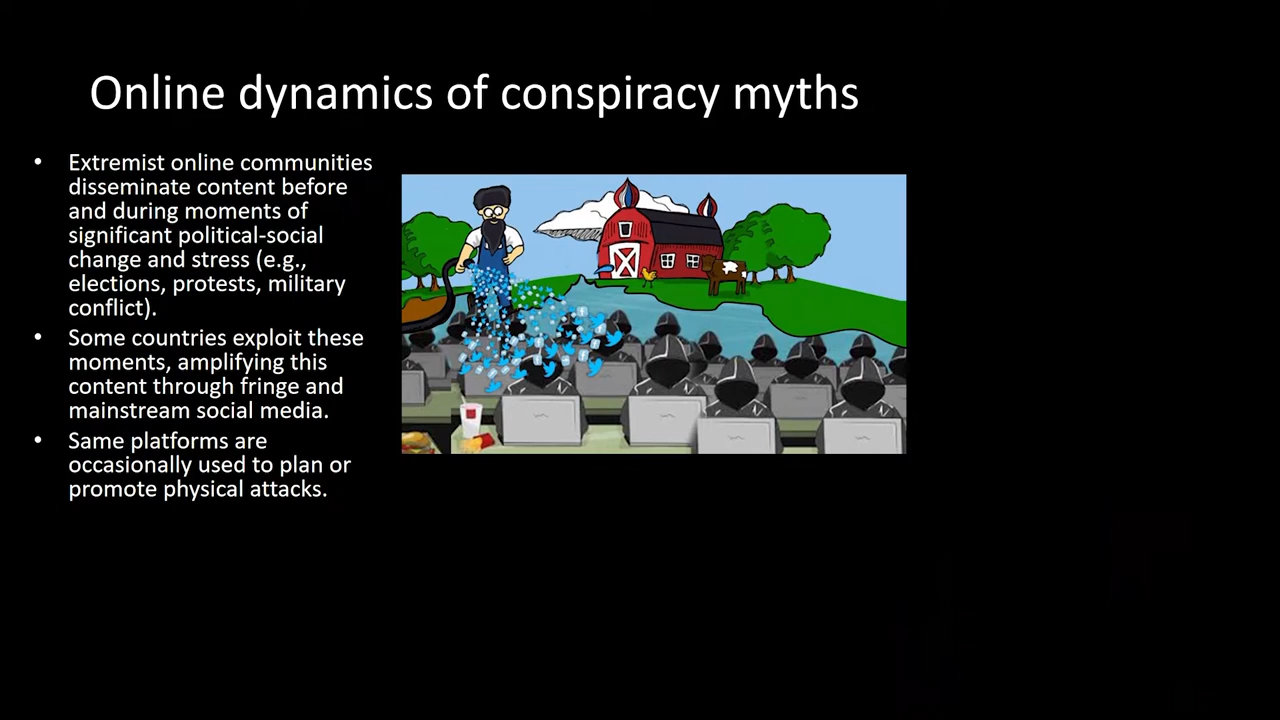 Online dynamics of conspiracy myths
• Extremist online communities
disseminate content before
and during moments of
significant political-social
change and stress (e.g.,
elections, protests, military
conflict).
• Some countries exploit these
moments, amplifying this
content through fringe and
mainstream social media.
• Same platforms are
occasionally used to plan or
promote physical attacks.